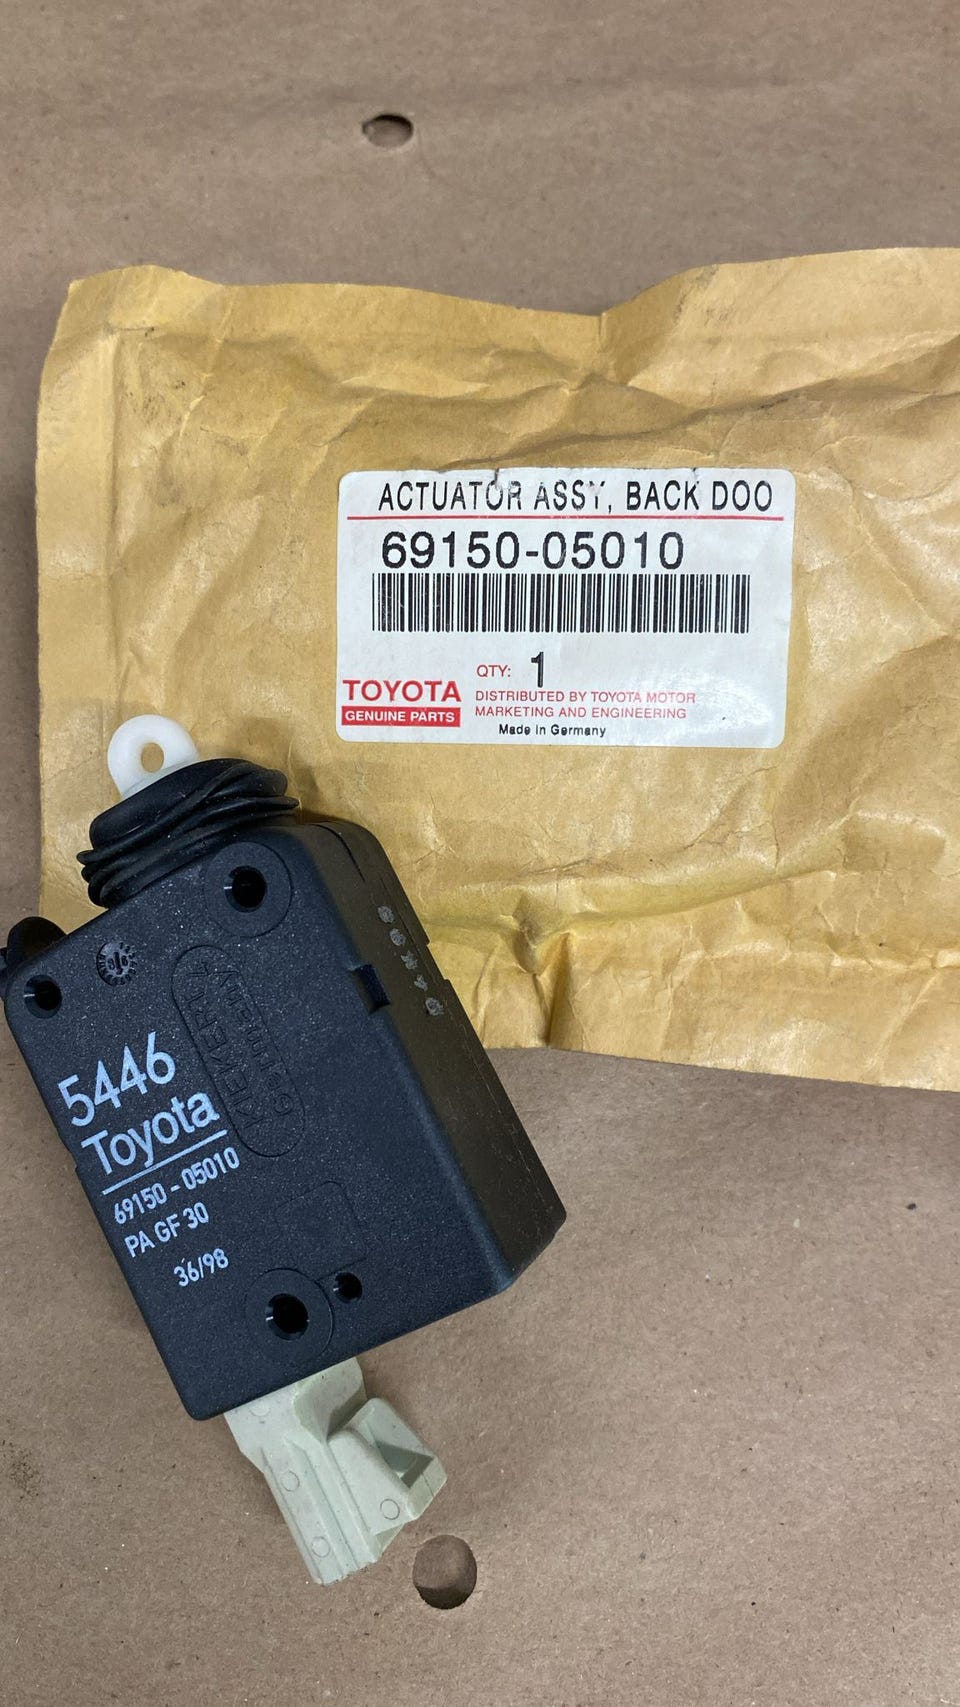 ACTUATOR ASSY, BACK DOO
69150-05010
QTY: 1
TOYOTA
GENUINE PARTS
DISTRIBUTED BY TOYOTA MOTOR
MARKETING AND ENGINEERING
Made in Germany
KIEKERT
Germany
5446
Toyota
69150-05010
PA GF 30
36/98